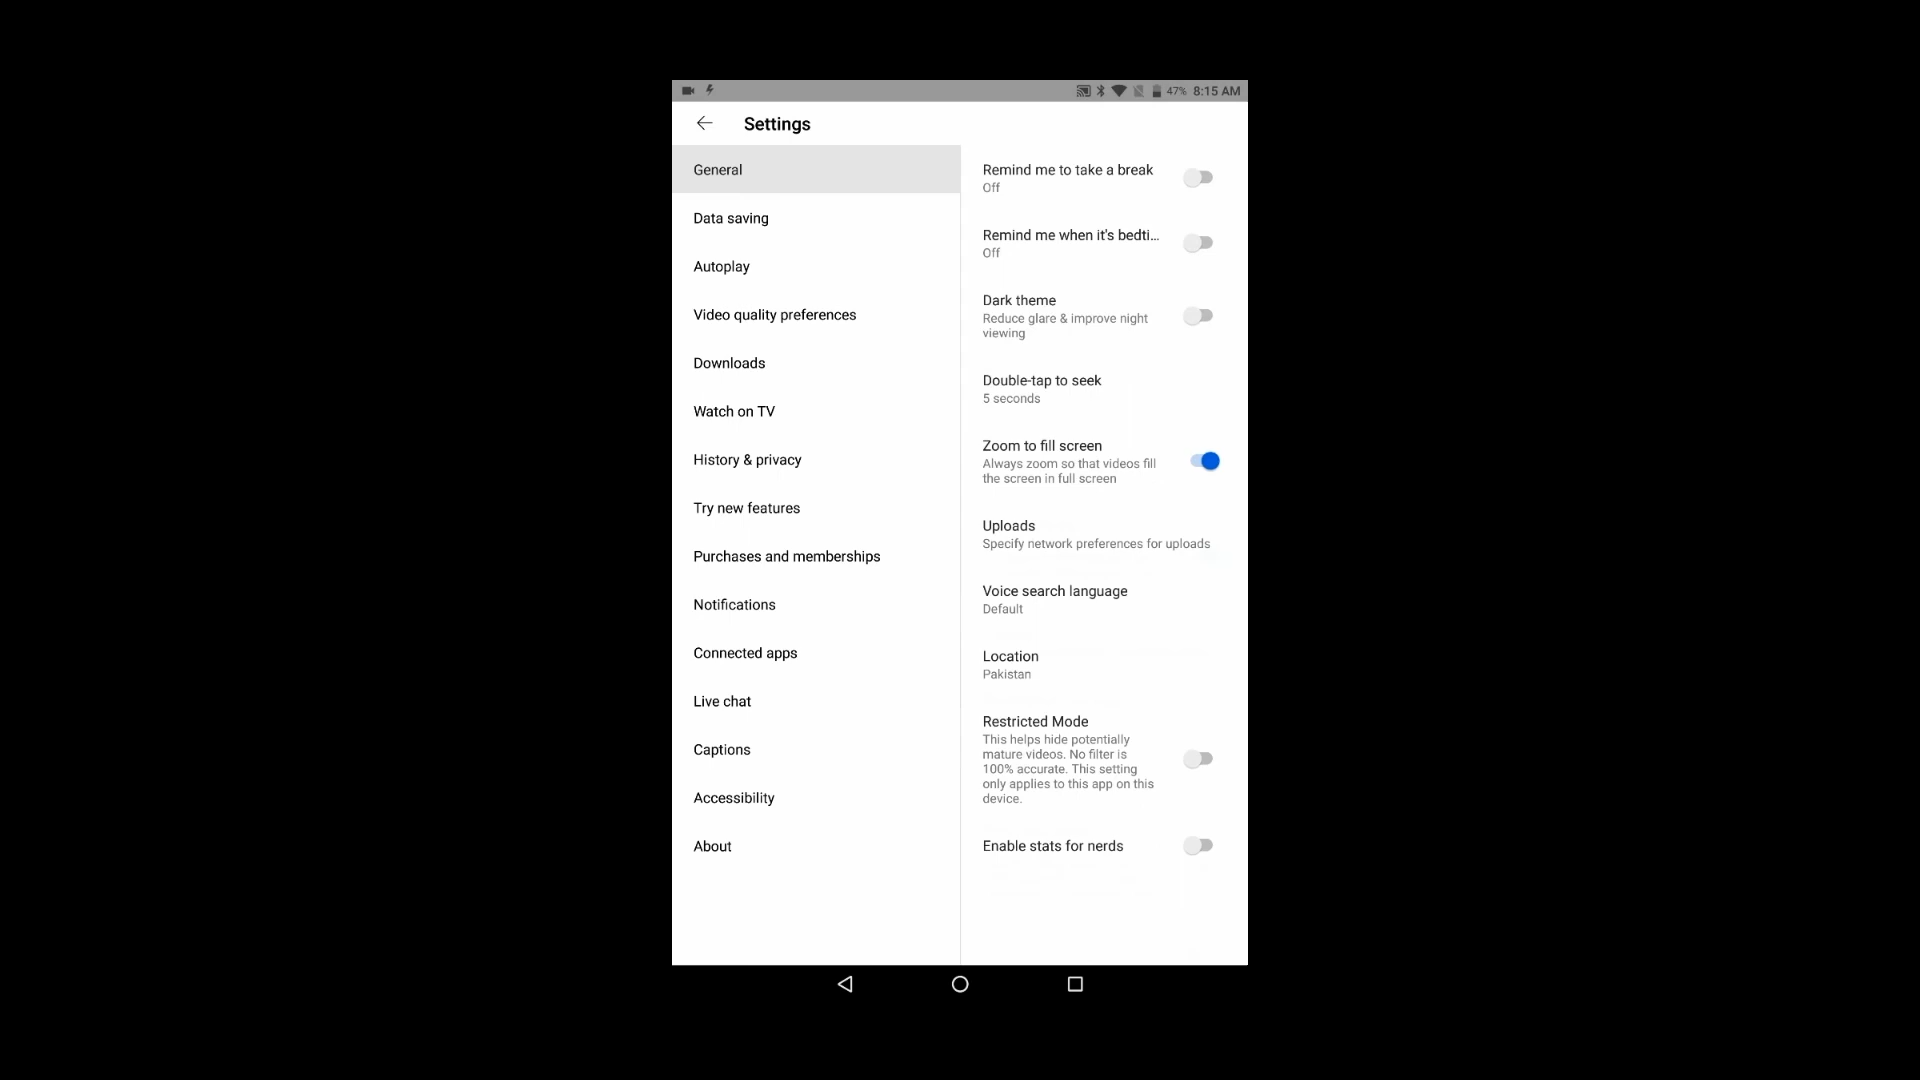 47% 8:15 AM
Settings
General
Data saving
Autoplay
Video quality preferences
Downloads
Watch on TV
History & privacy
Try new features
Purchases and memberships
Notifications
Connected apps
Live chat
Captions
Accessibility
About
Remind me to take a break
Off
Remind me when it's bedti...
Off
Dark theme
Reduce glare & improve night
viewing
Double-tap to seek
5 seconds
Zoom to fill screen
Always zoom so that videos fill
the screen in full screen
Uploads
Specify network preferences for uploads
Voice search language
Default
Location
Pakistan
Restricted Mode
This helps hide potentially
mature videos. No filter is
100% accurate. This setting
only applies to this app on this
device.
Enable stats for nerds